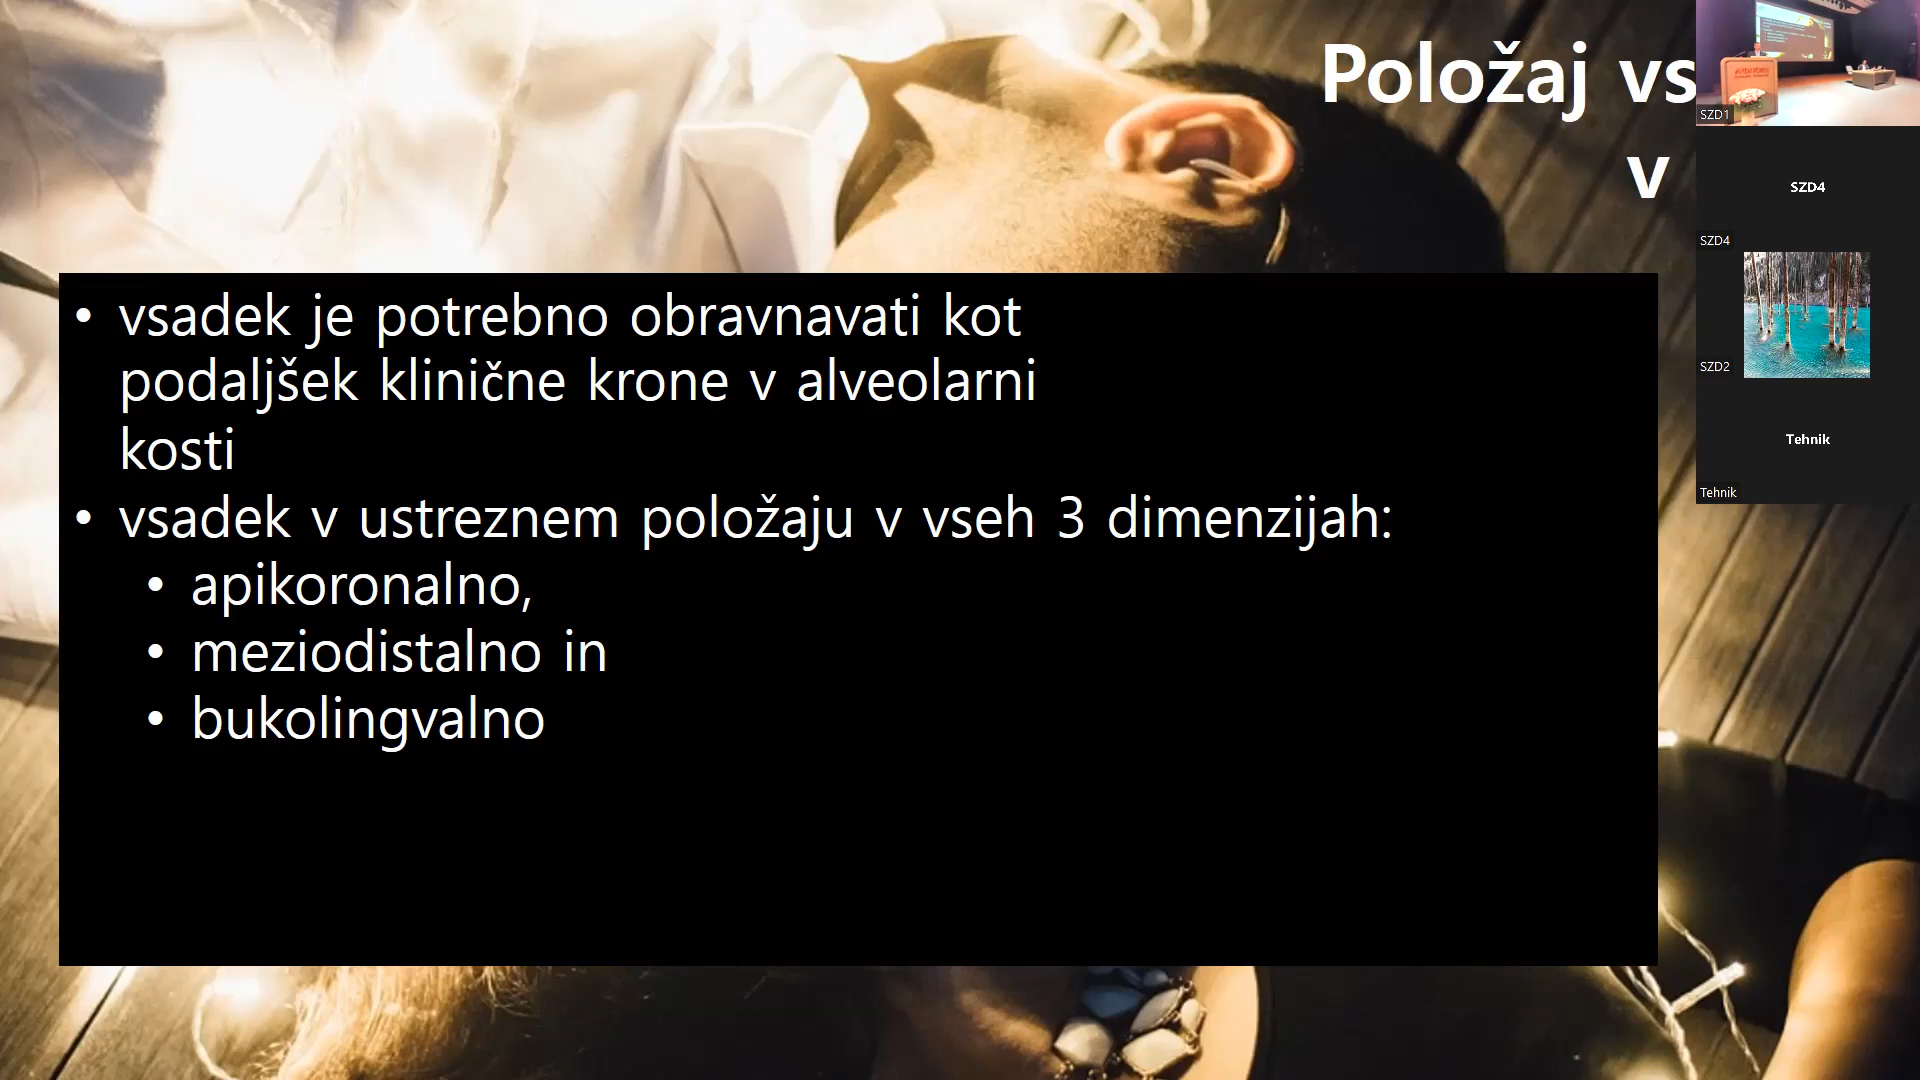 Položaj vs
v
• vsadek je potrebno obravnavati kot
podaljšek klinične krone v alveolarni
kosti
• vsadek v ustreznem položaju v vseh 3 dimenzijah:
• apikoronalno,
• meziodistalno in
• bukolingvalno
SZD1
SZD4
SZD4
SZD2
Tehnik
Tehnik